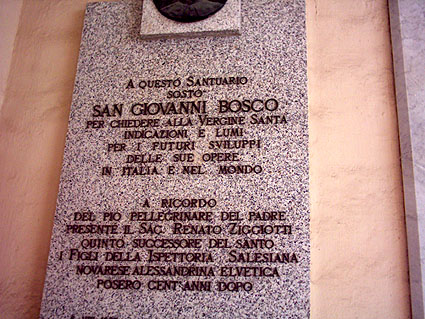 A QUESTO SANTUARIO
SOSTÒ
SAN GIOVANNI BOSCO
PER CHIEDERE ALLA VERGINE SANTA
INDICAZIONI E LUMI
PER I FUTURI SVILUPPI
DELLE SUE OPERE
IN ITALIA E NEL MONDO
A RICORDO
DEL PIO PELLEGRINARE DEL PADRE
PRESENTE IL SAC. RENATO ZIGGIOTTI
QUINTO SUCCESSORE DEL SANTO
I FIGLI DELLA ISPETTORIA SALESIANA
NOVARESE ALESSANDRINA ELVETICA
POSERO CENT'ANNI DOPO